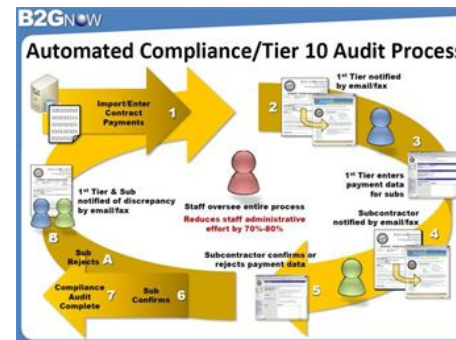 B2GNOW
Automated Compliance/Tier 10 Audit Process
Import/Enter
Contract
Payments
1
2
1st Tier notified
by email/fax
3
1st Tier enters
payment data
for subs
Subcontractor
notified by email/fax
4
Staff oversee entire process
Reduces staff administrative
effort by 70%-80%
Subcontractor confirms or
rejects payment data
5
Sub
Confirms
6
7
Compliance
Audit
Complete
Sub
Rejects
A
B
1st Tier & Sub
notified of discrepancy
by email/fax